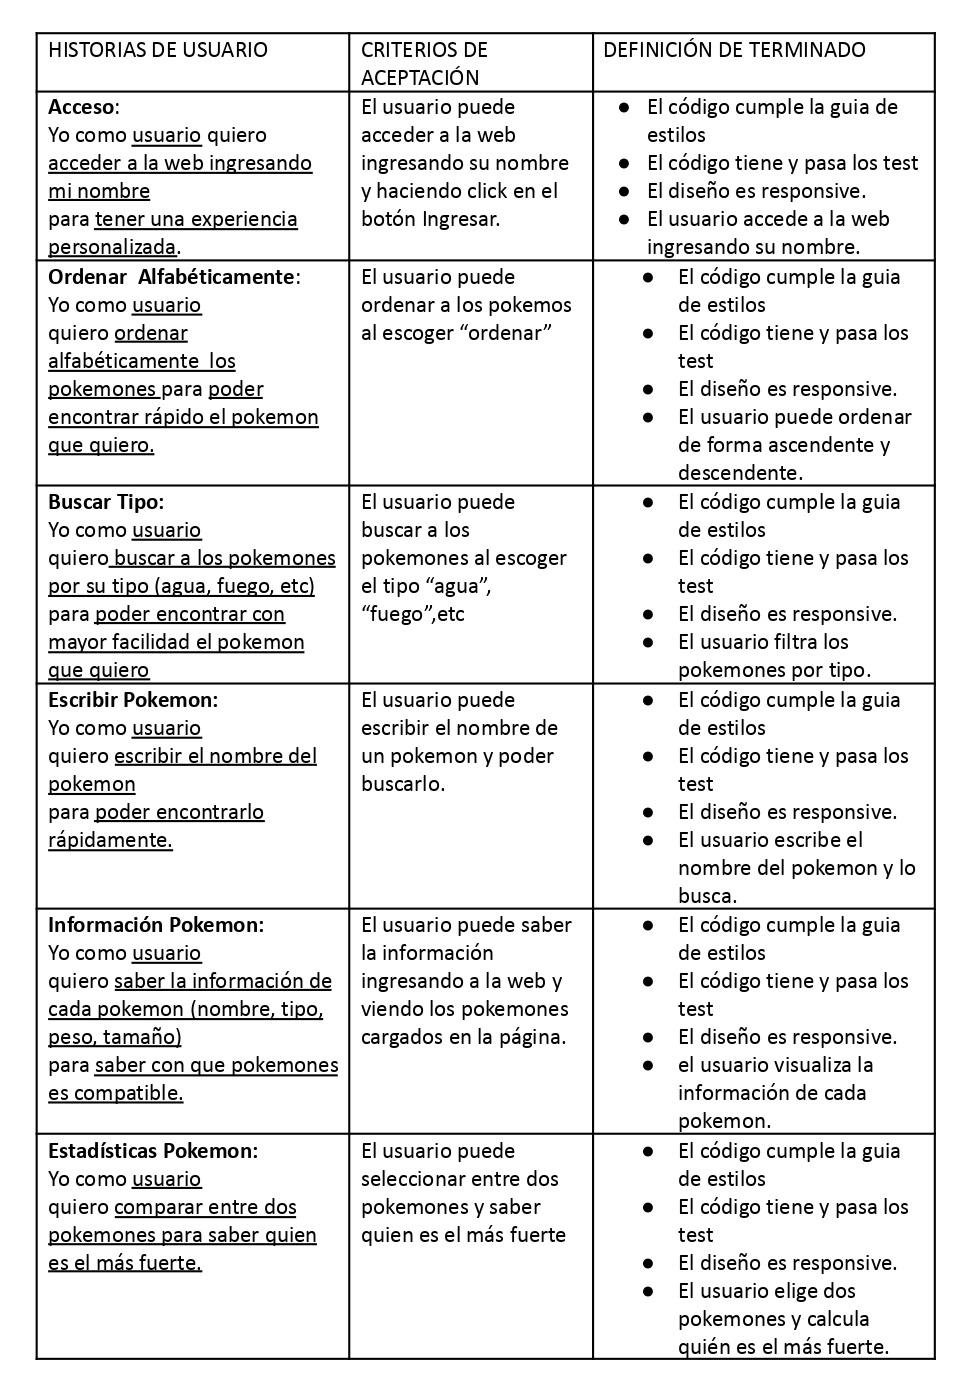 HISTORIAS DE USUARIO
CRITERIOS DE
ACEPTACIÓN
DEFINICIÓN DE TERMINADO
Acceso:
Yo como usuario quiero
acceder a la web ingresando
mi nombre
para tener una experiencia
personalizada.
El usuario puede
acceder a la web
ingresando su nombre
y haciendo click en el
botón Ingresar.
● El código cumple la guia de
estilos
● El código tiene y pasa los test
● El diseño es responsive.
● El usuario accede a la web
ingresando su nombre.
Ordenar  Alfabéticamente:
Yo como usuario
quiero ordenar
alfabéticamente  los
pokemones para poder
encontrar rápido el pokemon
que quiero.
El usuario puede
ordenar a los pokemos
al escoger “ordenar”
● El código cumple la guia
de estilos
● El código tiene y pasa los
test
● El diseño es responsive.
● El usuario puede ordenar
de forma ascendente y
descendente.
Buscar Tipo:
Yo como usuario
quiero buscar a los pokemones
por su tipo (agua, fuego, etc)
para poder encontrar con
mayor facilidad el pokemon
que quiero
El usuario puede
buscar a los
pokemones al escoger
el tipo “agua”,
“fuego”,etc
● El código cumple la guia
de estilos
● El código tiene y pasa los
test
● El diseño es responsive.
● El usuario filtra los
pokemones por tipo.
Escribir Pokemon:
Yo como usuario
quiero escribir el nombre del
pokemon
para poder encontrarlo
rápidamente.
El usuario puede
escribir el nombre de
un pokemon y poder
buscarlo.
● El código cumple la guia
de estilos
● El código tiene y pasa los
test
● El diseño es responsive.
● El usuario escribe el
nombre del pokemon y lo
busca.
Información Pokemon:
Yo como usuario
quiero saber la información de
cada pokemon (nombre, tipo,
peso, tamaño)
para saber con que pokemones
es compatible.
El usuario puede saber
la información
ingresando a la web y
viendo los pokemones
cargados en la página.
● El código cumple la guia
de estilos
● El código tiene y pasa los
test
● El diseño es responsive.
● el usuario visualiza la
información de cada
pokemon.
Estadísticas Pokemon:
Yo como usuario
quiero comparar entre dos
pokemones para saber quien
es el más fuerte.
El usuario puede
seleccionar entre dos
pokemones y saber
quien es el más fuerte
● El código cumple la guia
de estilos
● El código tiene y pasa los
test
● El diseño es responsive.
● El usuario elige dos
pokemones y calcula
quién es el más fuerte.